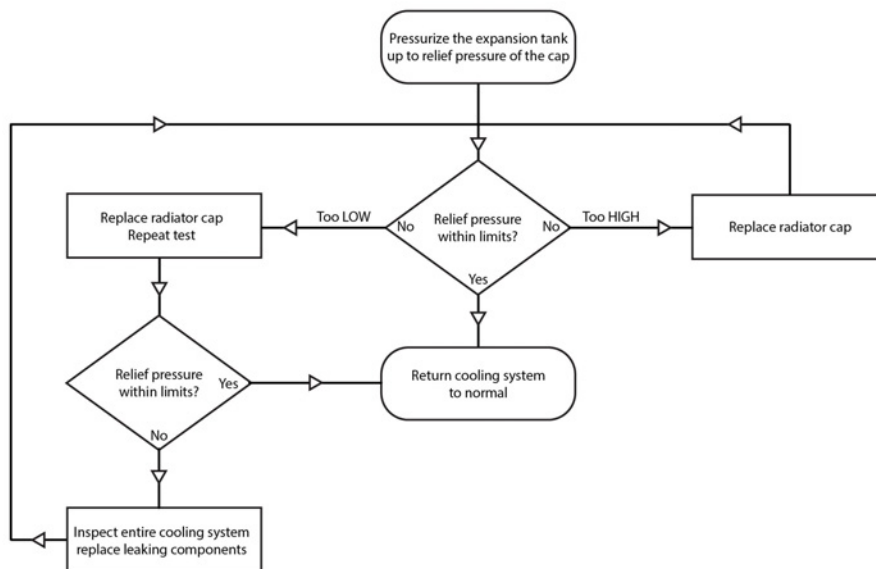 Pressurize the expansion tank
up to relief pressure of the cap
Too LOW
No
Relief pressure
within limits?
No
Too HIGH
Yes
Replace radiator cap
Repeat test
Replace radiator cap
Relief pressure
within limits?
Yes
No
Return cooling system
to normal
Inspect entire cooling system
replace leaking components